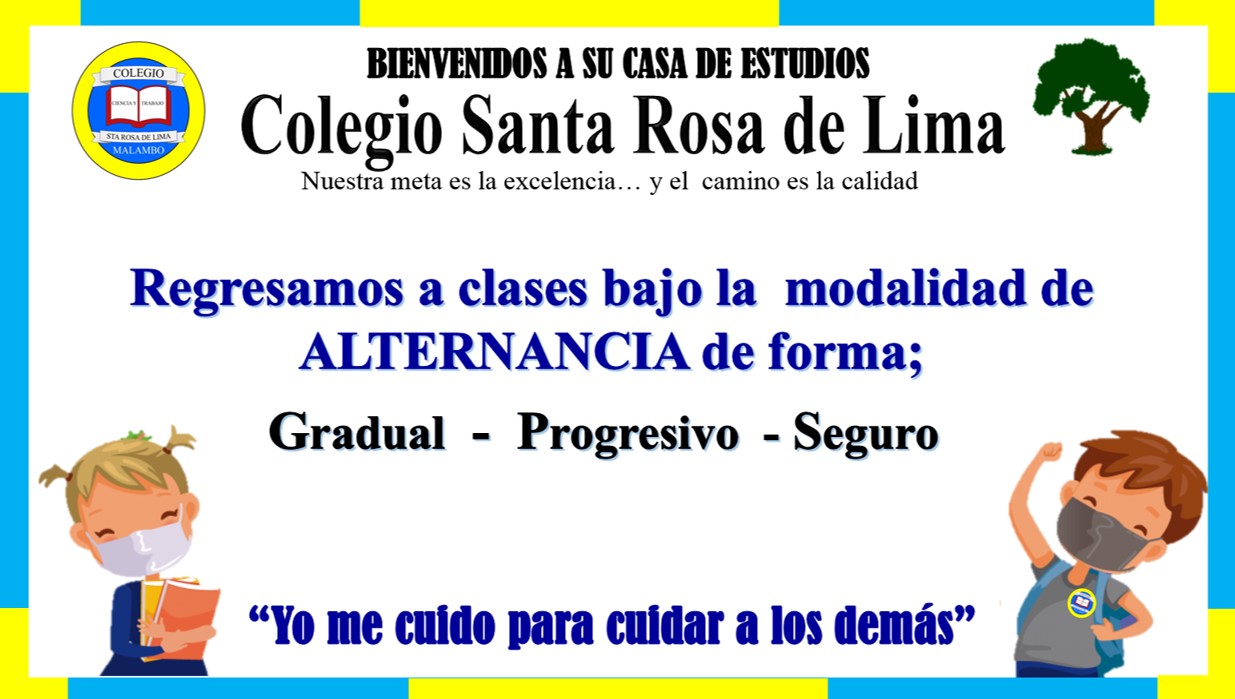 BIENVENIDOS A SU CASA DE ESTUDIOS
Colegio Santa Rosa de Lima
Nuestra meta es la excelencia… y el camino es la calidad
COLEGIO
CIENCIA Y TRABAJO
STA ROSA DE LIMA
MALAMBO
Regresamos a clases bajo la modalidad de
ALTERNANCIA de forma;
Gradual - Progresivo - Seguro
“Yo me cuido para cuidar a los demás”